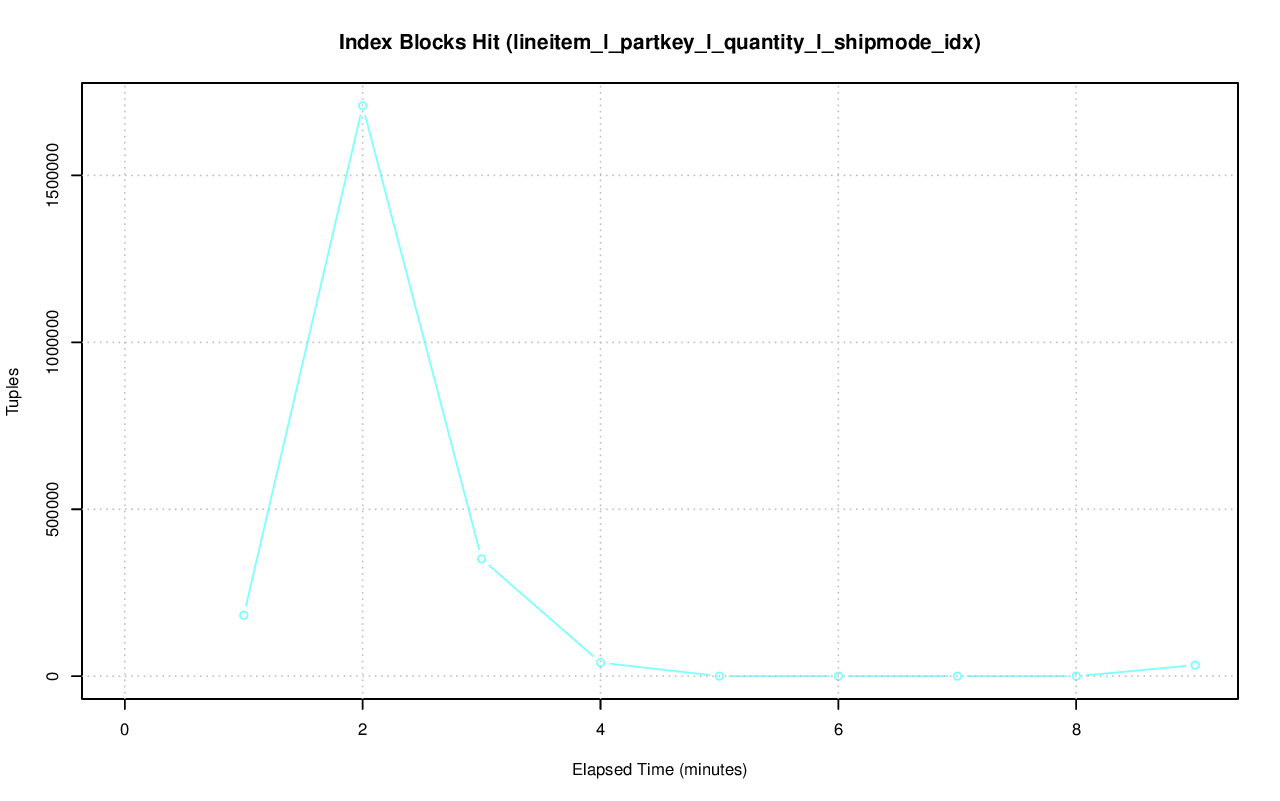 Index Blocks Hit (lineitem_l_partkey_l_quantity_l_shipmode_idx)
1500000
1000000
500000
0
Tuples
0 2 4 6 8
Elapsed Time (minutes)